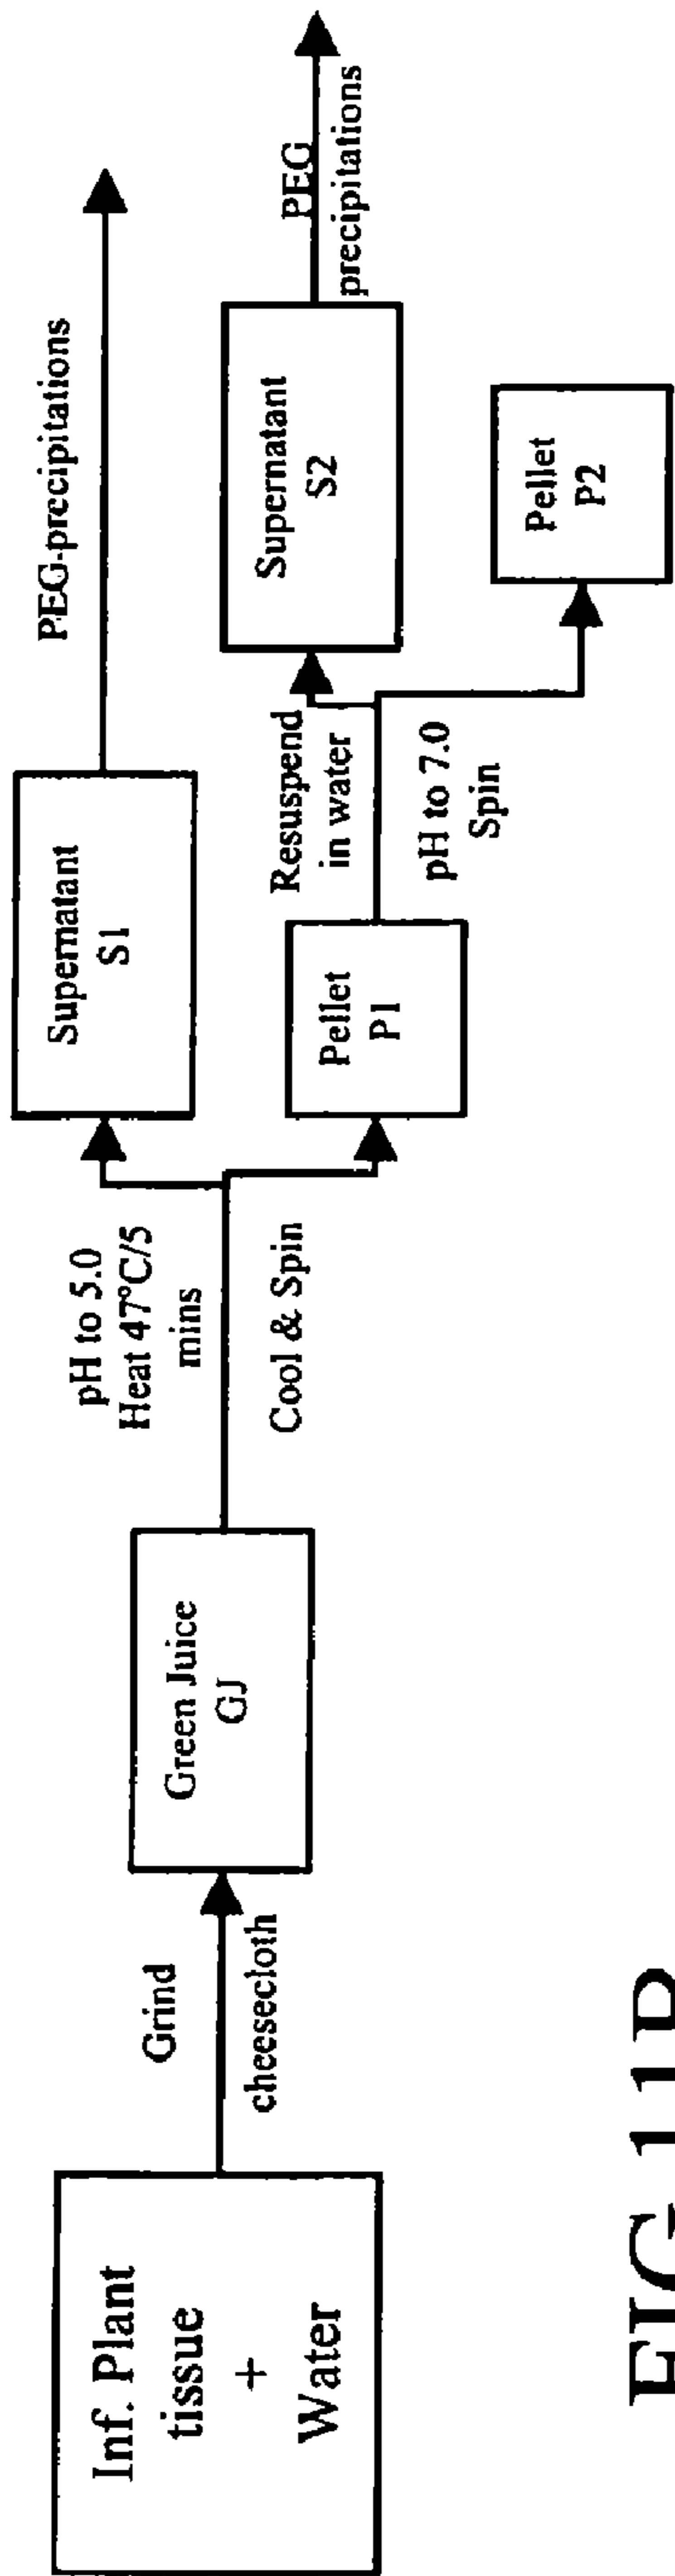 Inf. Plant
tissue
+
Water
Grind
cheesecloth
Green Juice
GJ
pH to 5.0
Heat 47°C/5
mins
Cool & Spin
Supernatant
S1
PEG-precipitations
Pellet
P1
Resuspend
in water
pH to 7.0
Spin
Supernatant
S2
PEG
precipitations
Pellet
P2